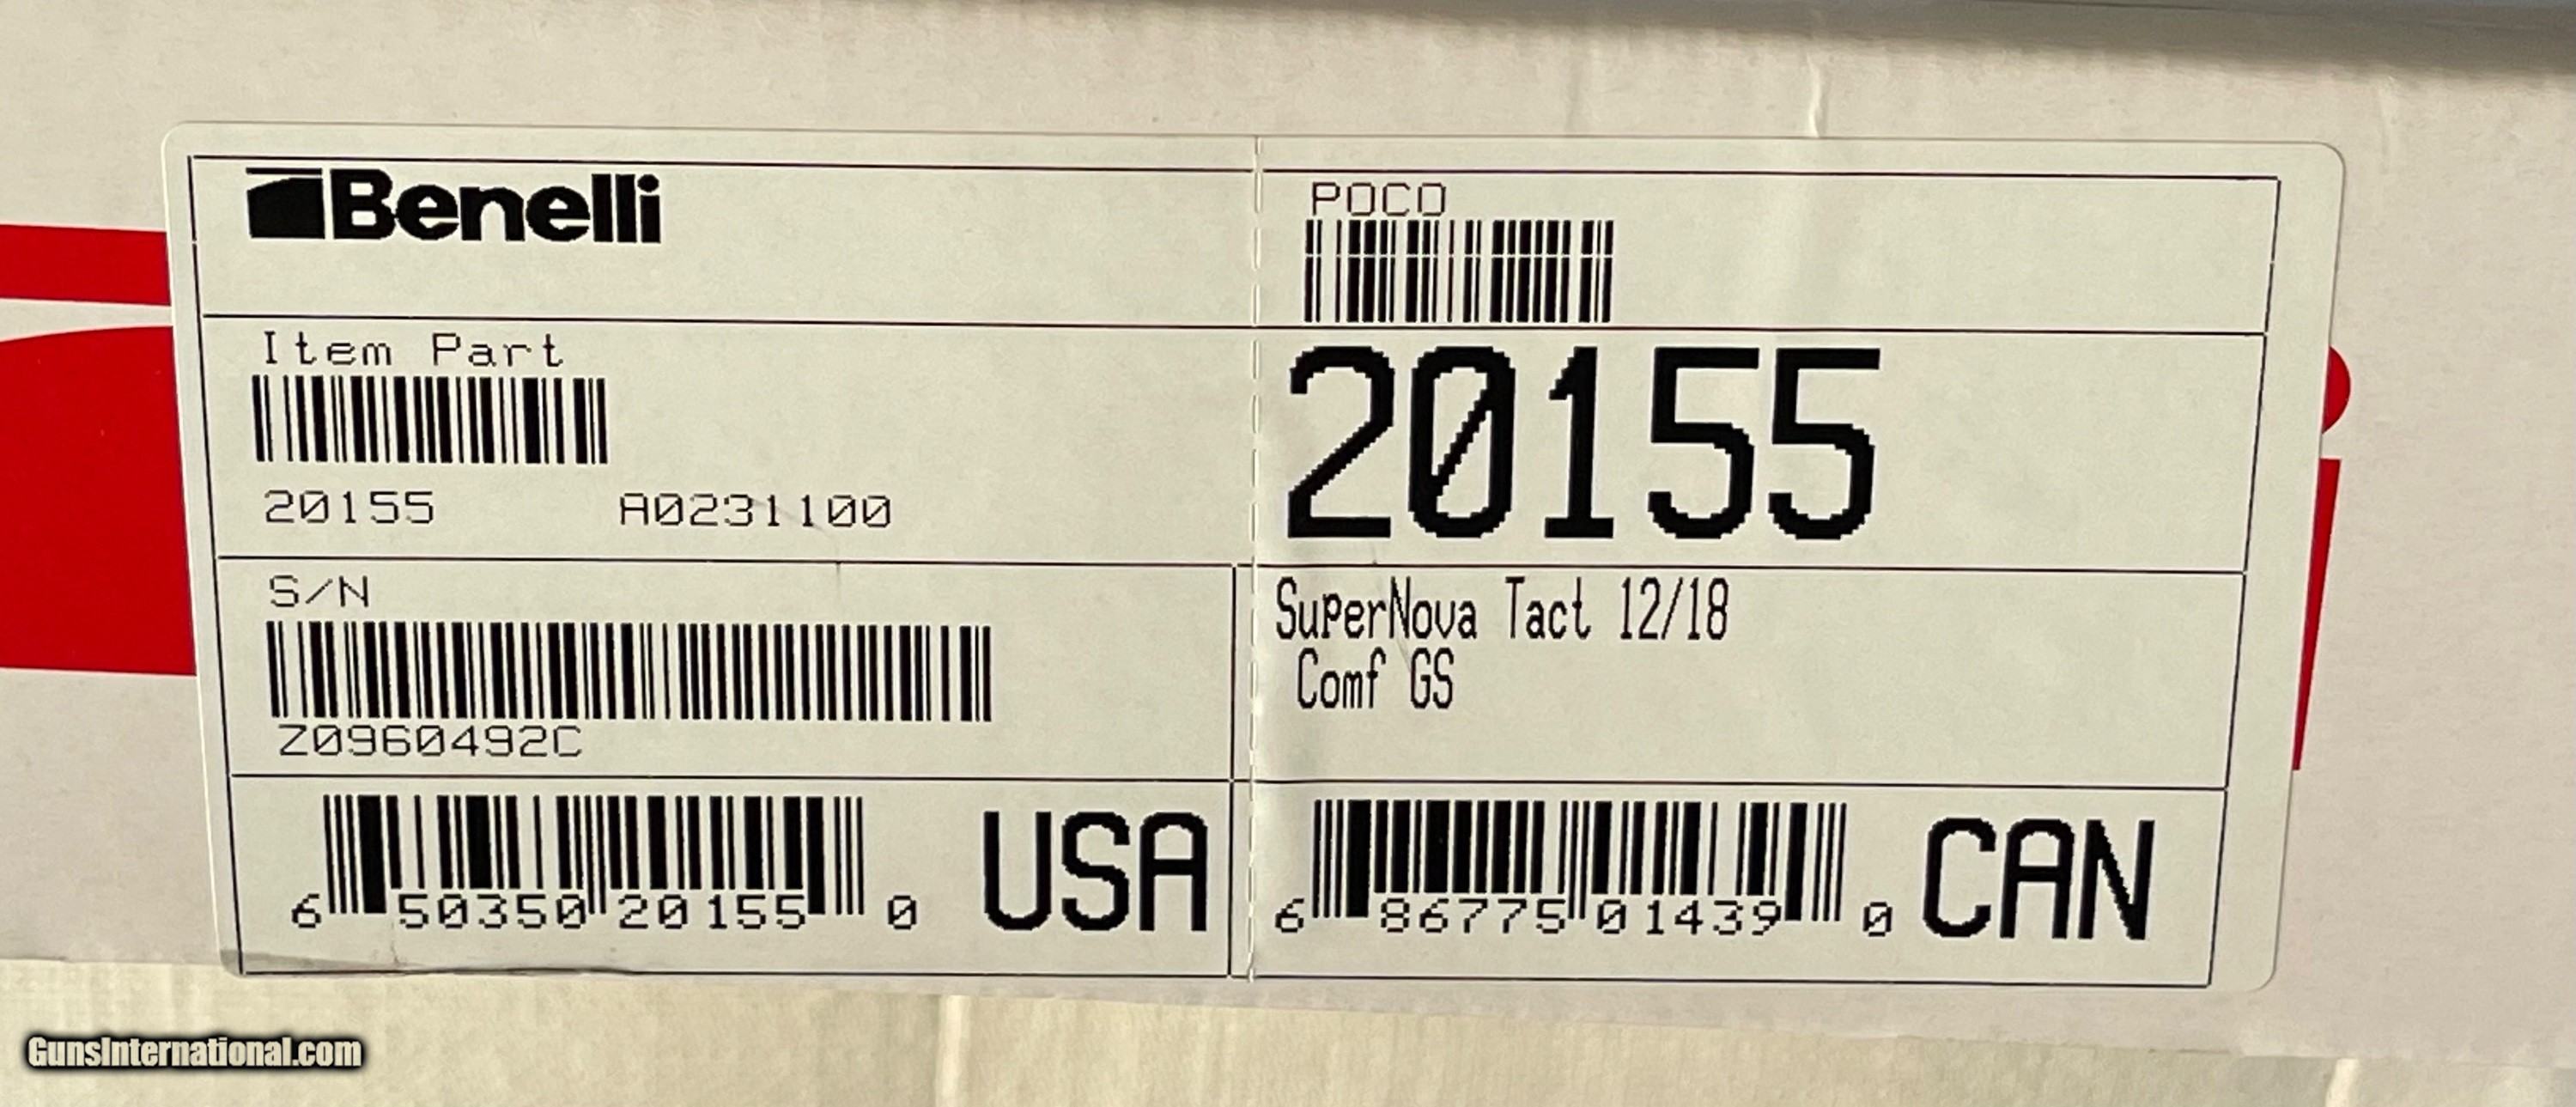 Benelli
POCO
Item Part
20155 A0231100
20155
S/N
Z0960492C
SuperNova Tact 12/18
Comf GS
6 50350 20155 0 USA
6 86775 01439 0 CAN
GunsInternational.com